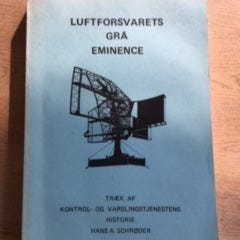 LUFTFORSVARETS
GRÅ
EMINENCE
TRÆK AF
KONTROL- OG VARSLINGSTJENESTENS
HISTORIE
HANS A. SCHRØDER